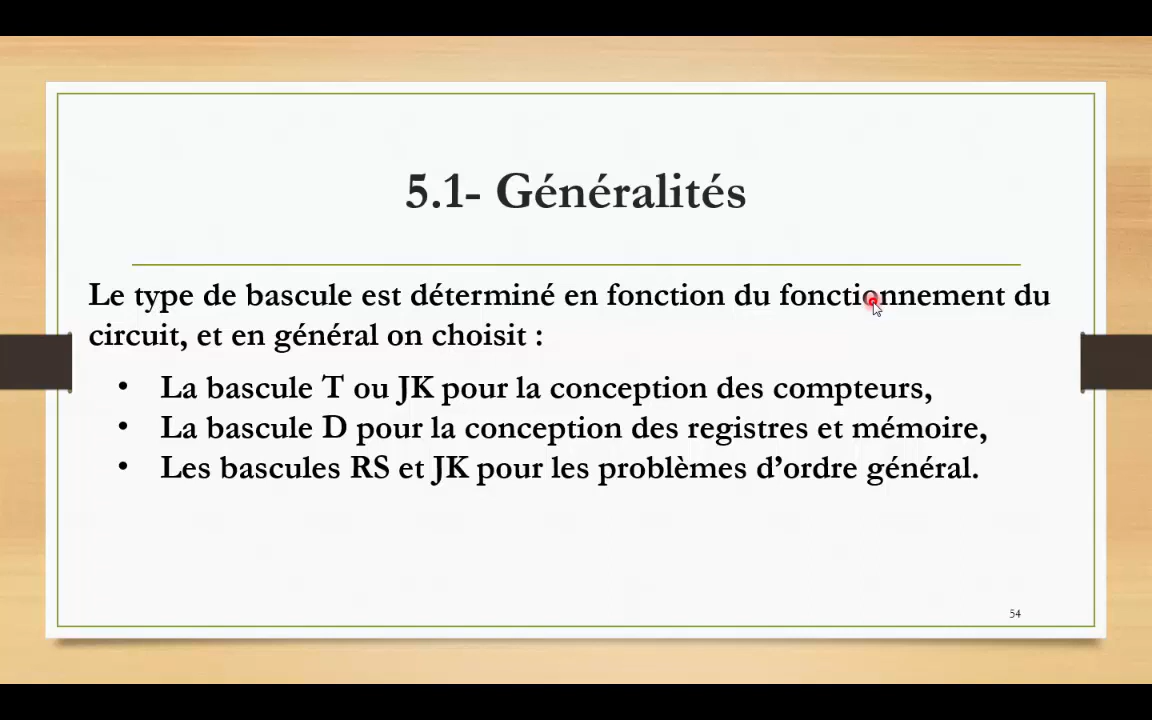 5.1- Généralités
Le type de bascule est déterminé en fonction du fonctionnement du
circuit, et en général on choisit :
• La bascule T ou JK pour la conception des compteurs,
• La bascule D pour la conception des registres et mémoire,
• Les bascules RS et JK pour les problèmes d’ordre général.
54